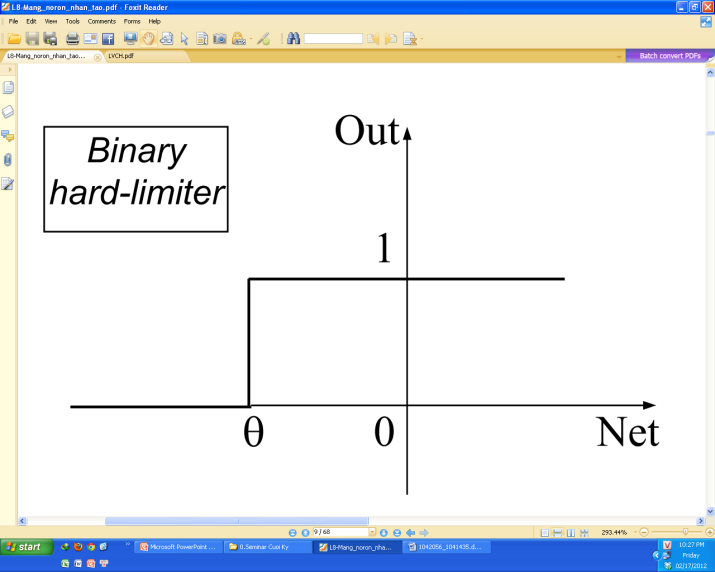 L8-Mang_noron_nhan_tao.pdf - Foxit Reader
File Edit View Tools Comments Forms Help
L8-Mang_noron_nhan_tao... LVCH.pdf Batch convert PDFs
Binary
hard-limiter
Out
1
θ 0 Net
9 / 68 293.44%
start Microsoft PowerPoint ... 0.Seminar Cuoi Ky L8-Mang_noron_nha... 1042056_1041435.d...
10:27 PM
Friday
02/17/2012